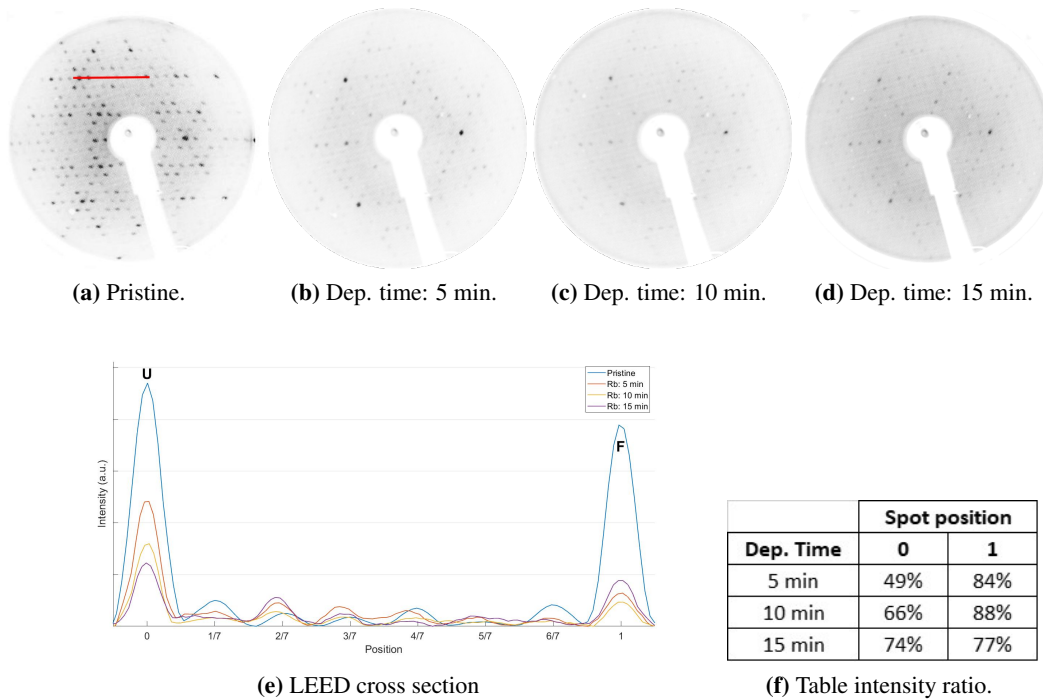 (a) Pristine.
(b) Dep. time: 5 min.
(c) Dep. time: 10 min.
(d) Dep. time: 15 min.
U
F
Pristine
Rb: 5 min
Rb: 10 min
Rb: 15 min
Intensity (a.u.)
0 1/7 2/7 3/7 4/7 5/7 6/7 1
Position
(e) LEED cross section
Spot position
Dep. Time 0 1
5 min 49% 84%
10 min 66% 88%
15 min 74% 77%
(f) Table intensity ratio.